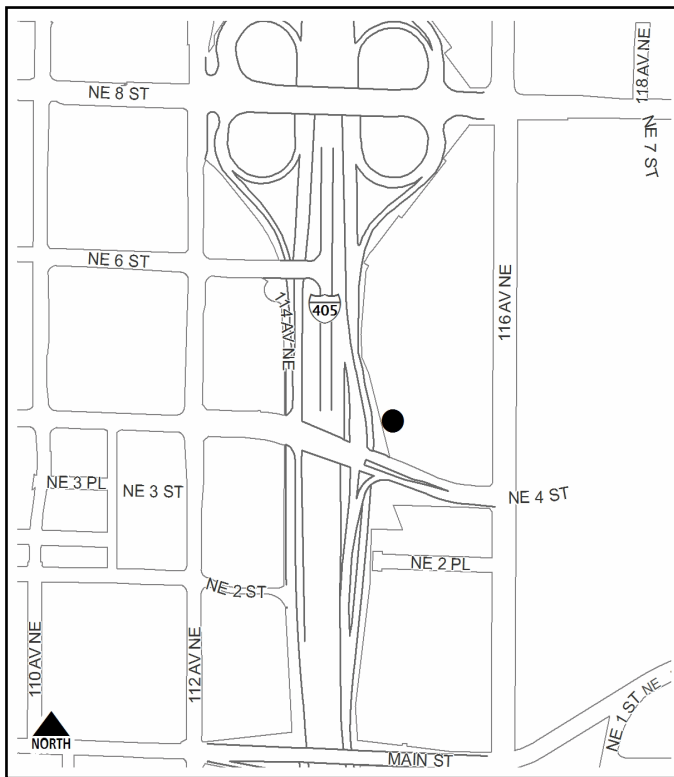 118 AV NE
NE 8 ST
NE 7 ST
NE 6 ST
114 AV NE
405
116 AV NE
NE 3 PL
NE 3 ST
NE 4 ST
NE 2 PL
NE 2 ST
110 AV NE
112 AV NE
NE 1 ST NE
NORTH
MAIN ST